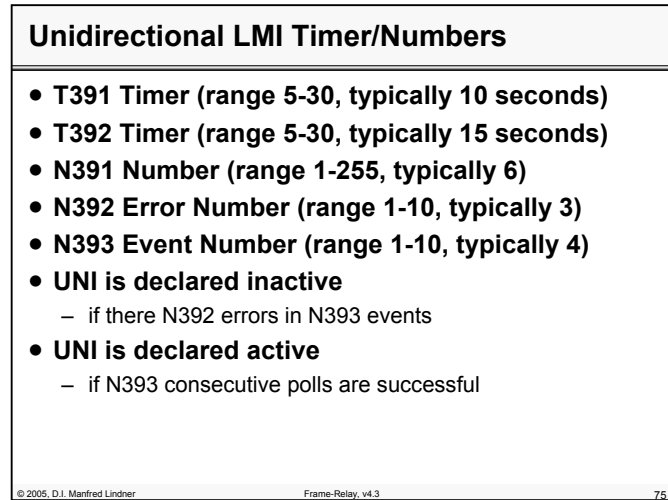 Unidirectional LMI Timer/Numbers
• T391 Timer (range 5-30, typically 10 seconds)
• T392 Timer (range 5-30, typically 15 seconds)
• N391 Number (range 1-255, typically 6)
• N392 Error Number (range 1-10, typically 3)
• N393 Event Number (range 1-10, typically 4)
• UNI is declared inactive
– if there N392 errors in N393 events
• UNI is declared active
– if N393 consecutive polls are successful
© 2005, D.I. Manfred Lindner Frame-Relay, v4.3 75